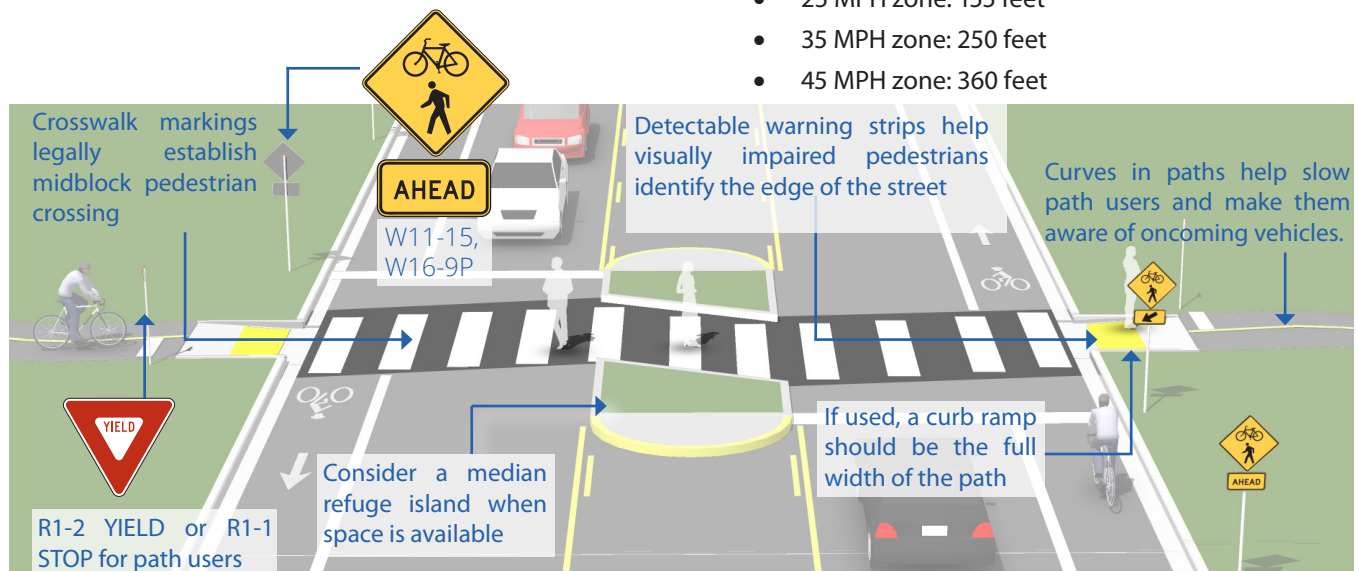 35 MPH zone: 250 feet
45 MPH zone: 360 feet
Crosswalk markings
legally establish
midblock pedestrian
crossing
AHEAD
W11-15,
W16-9P
Detectable warning strips help
visually impaired pedestrians
identify the edge of the street
Curves in paths help slow
path users and make them
aware of oncoming vehicles.
YIELD
R1-2 YIELD or R1-1
STOP for path users
Consider a median
refuge island when
space is available
If used, a curb ramp
should be the full
width of the path
AHEAD